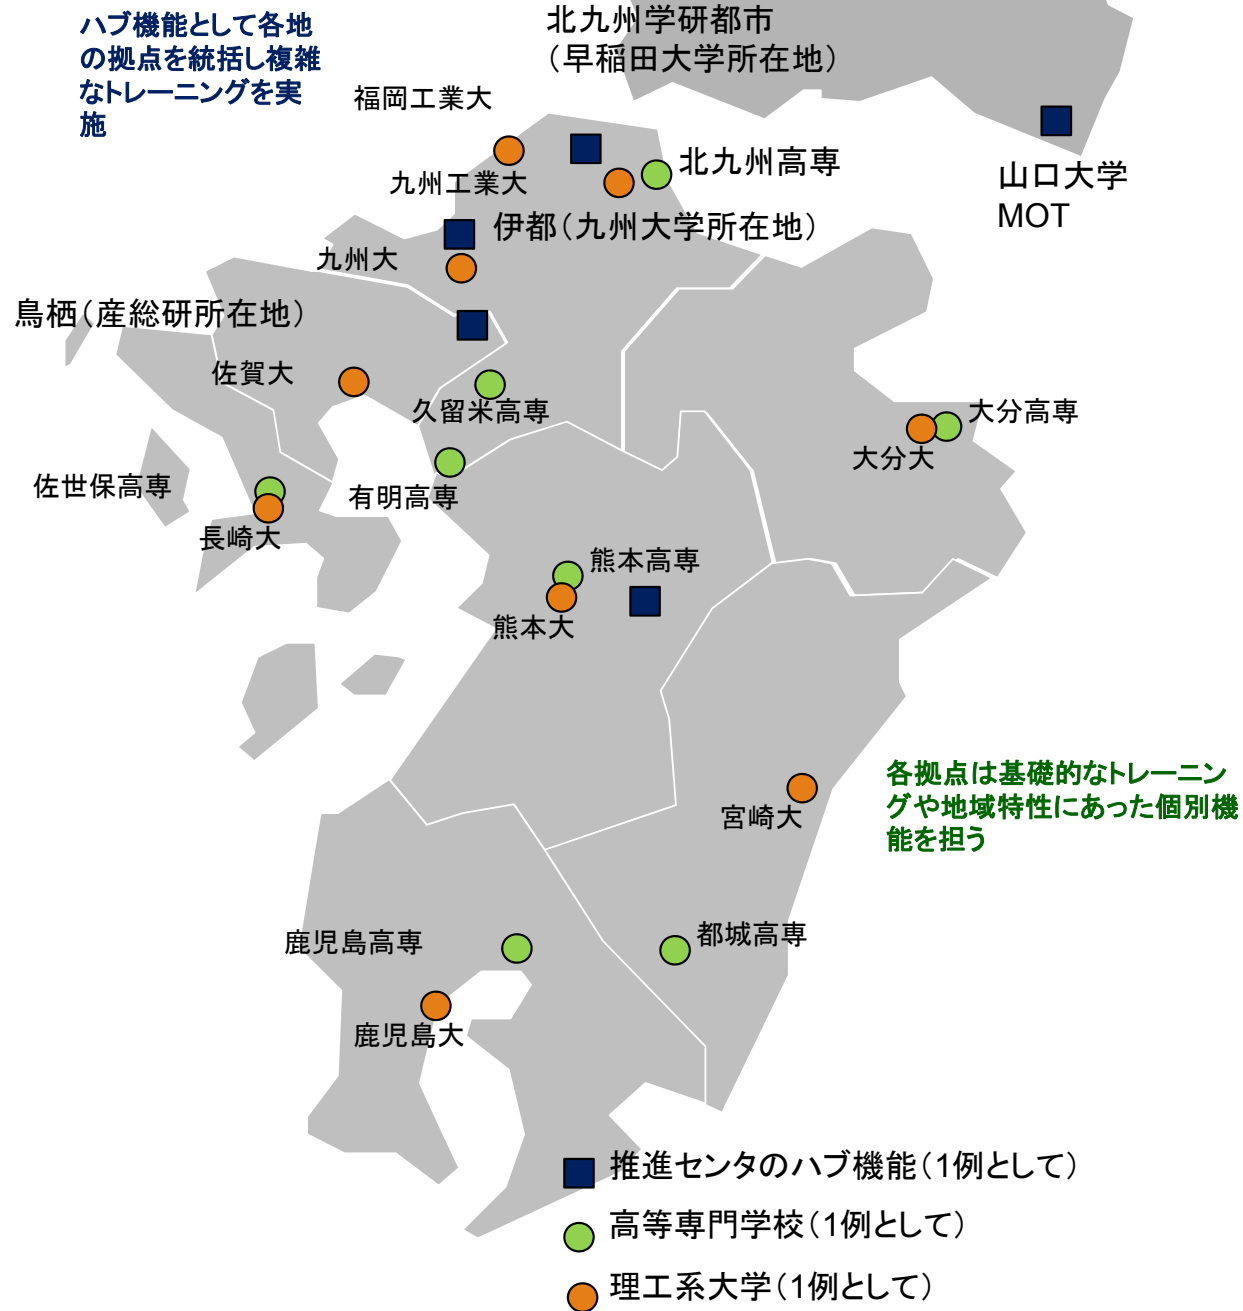 ハブ機能として各地
の拠点を統括し複雑
なトレーニングを実
施
北九州学研都市
（早稲田大学所在地）
福岡工業大
九州工業大
北九州高専
山口大学
MOT
伊都（九州大学所在地）
九州大
鳥栖（産総研所在地）
佐賀大
久留米高専
大分高専
大分大
佐世保高専
有明高専
長崎大
熊本高専
熊本大
各拠点は基礎的なトレーニン
グや地域特性にあった個別機
能を担う
宮崎大
鹿児島高専
都城高専
鹿児島大
推進センタのハブ機能（1例として）
高等専門学校（1例として）
理工系大学（1例として）